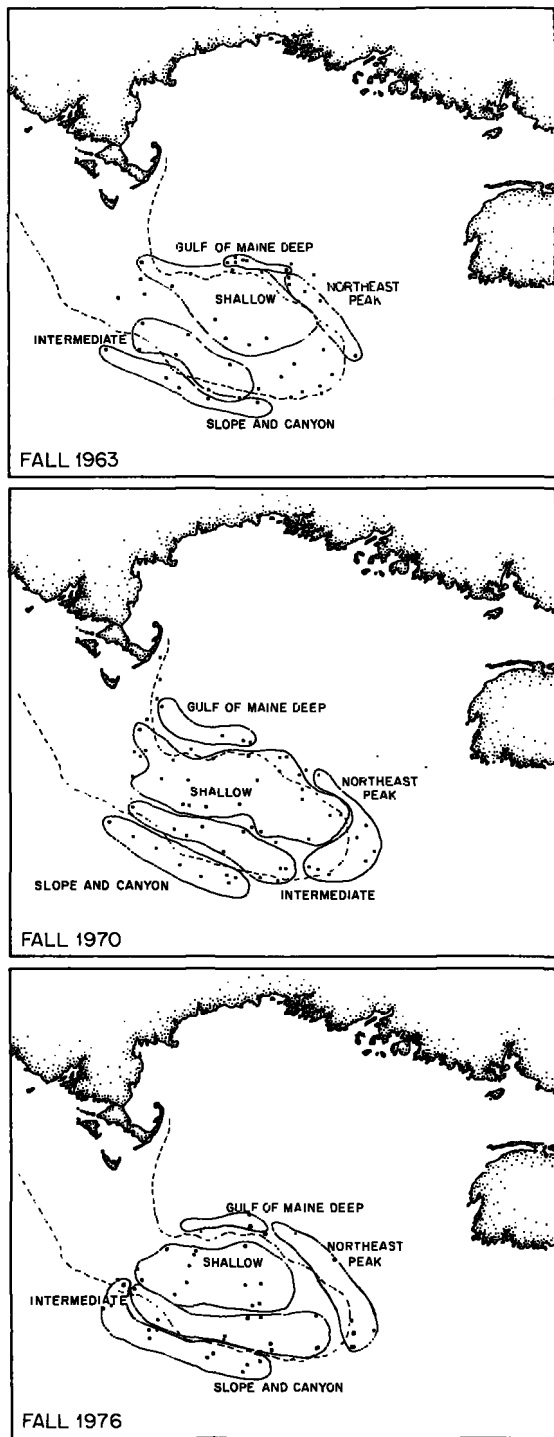 GULF OF MAINE DEEP
SHALLOW
NORTHEAST
PEAK
INTERMEDIATE
SLOPE AND CANYON
FALL 1963
GULF OF MAINE DEEP
SHALLOW
NORTHEAST
PEAK
SLOPE AND CANYON
INTERMEDIATE
FALL 1970
GULF OF MAINE DEEP
SHALLOW
NORTHEAST
PEAK
INTERMEDIATE
SLOPE AND CANYON
FALL 1976